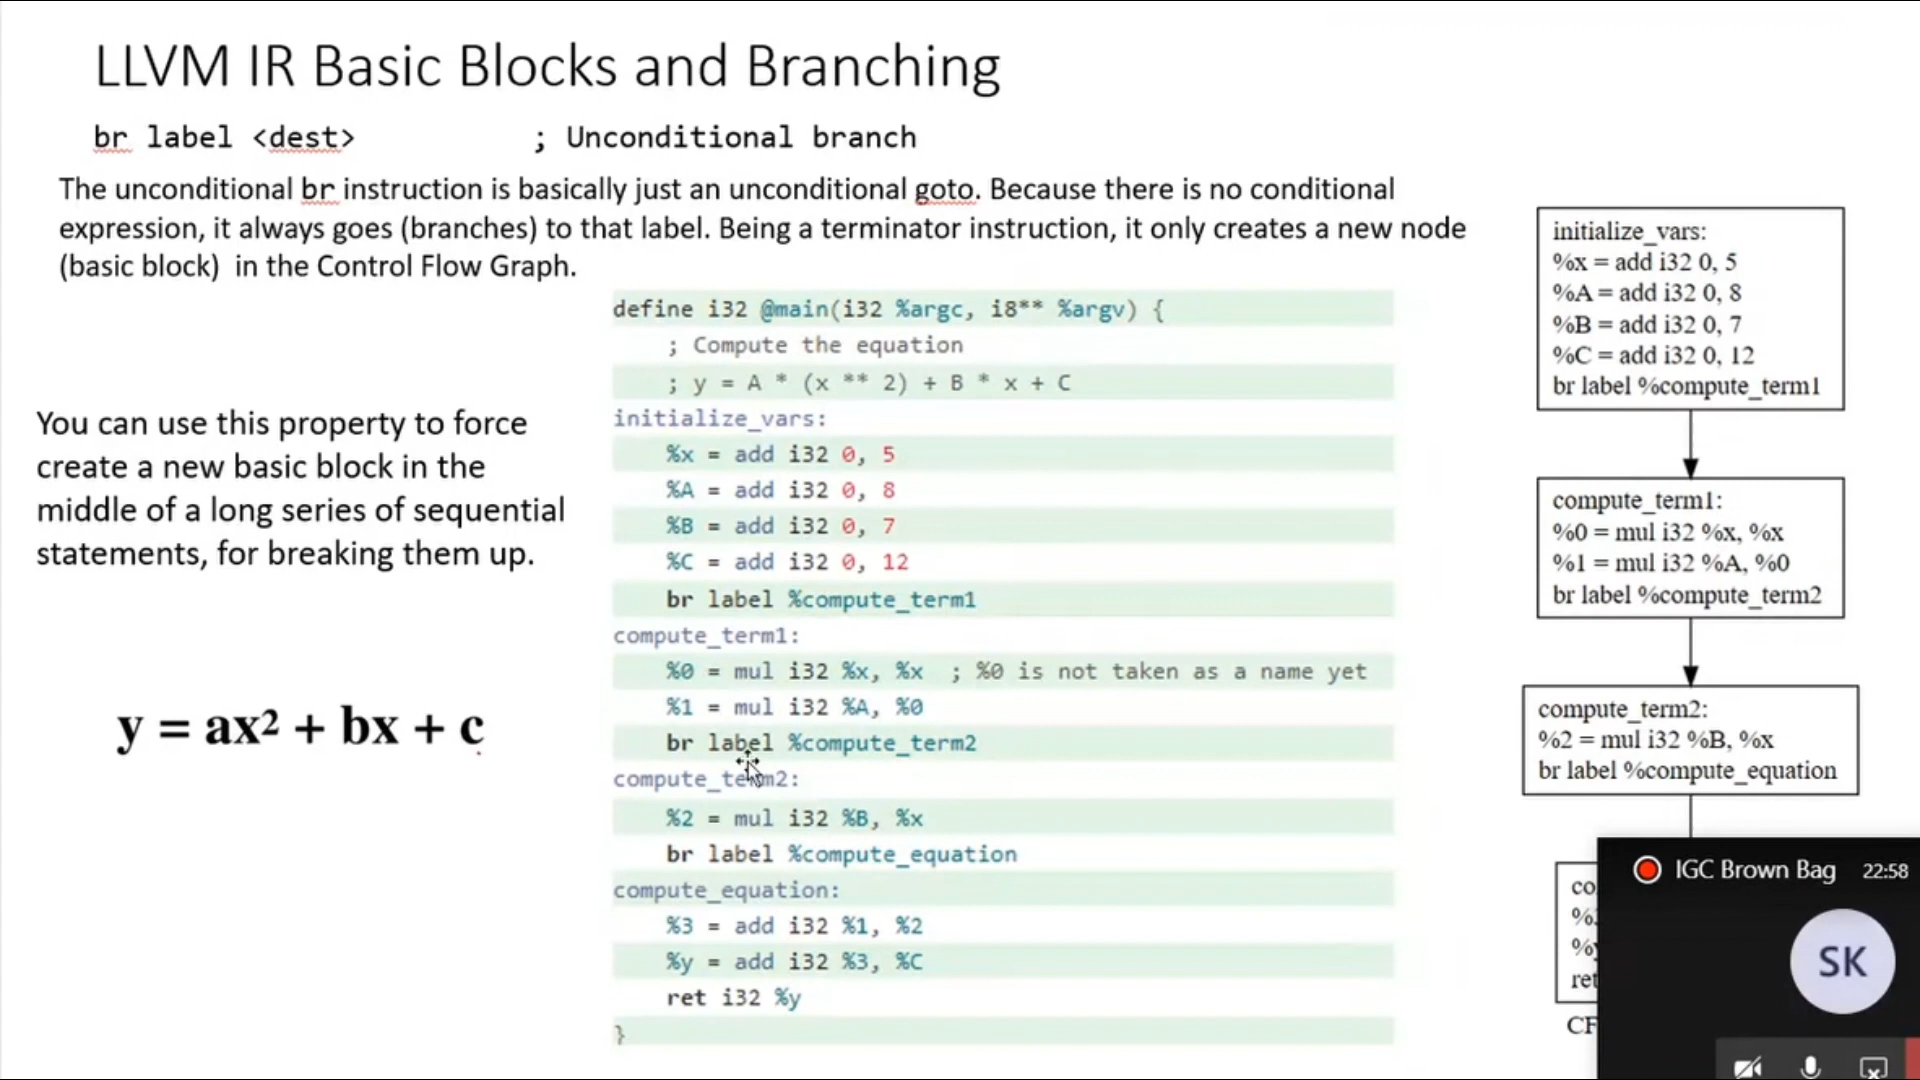 LLVM IR Basic Blocks and Branching
br label <dest> ; Unconditional branch
The unconditional br instruction is basically just an unconditional goto. Because there is no conditional
expression, it always goes (branches) to that label. Being a terminator instruction, it only creates a new node
(basic block) in the Control Flow Graph.
You can use this property to force
create a new basic block in the
middle of a long series of sequential
statements, for breaking them up.
y = ax² + bx + c
define i32 @main(i32 %argc, i8** %argv) {
; Compute the equation
; y = A * (x ** 2) + B * x + C
initialize_vars:
%x = add i32 0, 5
%A = add i32 0, 8
%B = add i32 0, 7
%C = add i32 0, 12
br label %compute_term1
compute_term1:
%0 = mul i32 %x, %x ; %0 is not taken as a name yet
%1 = mul i32 %A, %0
br label %compute_term2
compute_term2:
%2 = mul i32 %B, %x
br label %compute_equation
compute_equation:
%3 = add i32 %1, %2
%y = add i32 %3, %C
ret i32 %y
}
initialize_vars:
%x = add i32 0, 5
%A = add i32 0, 8
%B = add i32 0, 7
%C = add i32 0, 12
br label %compute_term1
compute_term1:
%0 = mul i32 %x, %x
%1 = mul i32 %A, %0
br label %compute_term2
compute_term2:
%2 = mul i32 %B, %x
br label %compute_equation
co
ret
CF
IGC Brown Bag 22:58
SK